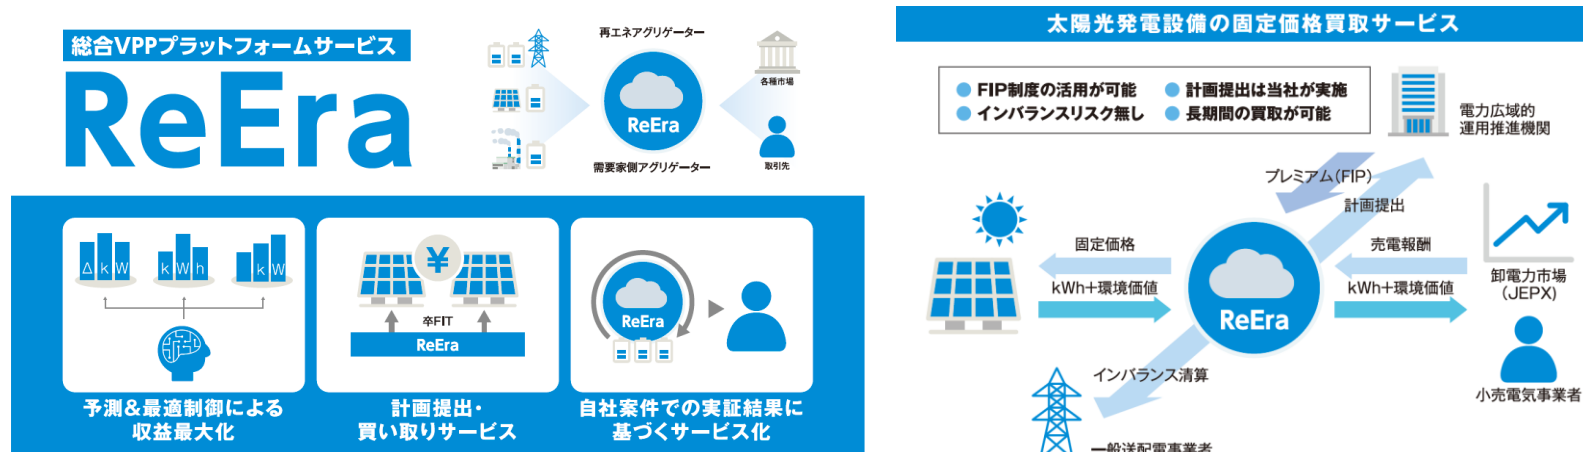 総合VPPプラットフォームサービス
ReEra
再エネアグリゲーター
ReEra
需要家側アグリゲーター
各種市場
取引先
ΔkW
kWh
kW
予測&最適制御による
収益最大化
¥
卒FIT
ReEra
計画提出・
買い取りサービス
ReEra
自社案件での実証結果に
基づくサービス化
太陽光発電設備の固定価格買取サービス
FIP制度の活用が可能
計画提出は当社が実施
インバランスリスク無し
長期間の買取が可能
電力広域的
運用推進機関
プレミアム(FIP)
計画提出
固定価格
kWh+環境価値
ReEra
売電報酬
kWh+環境価値
卸電力市場
(JEPX)
小売電気事業者
インバランス清算
一般送配電事業者